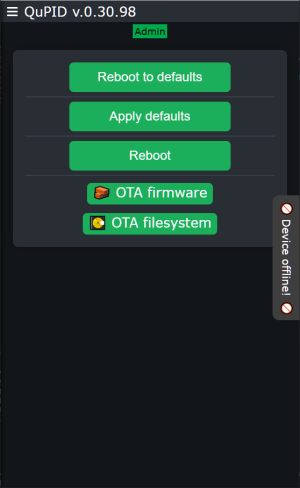 QuPID v.0.30.98
Admin
Reboot to defaults
Apply defaults
Reboot
OTA firmware
OTA filesystem
Device offline!